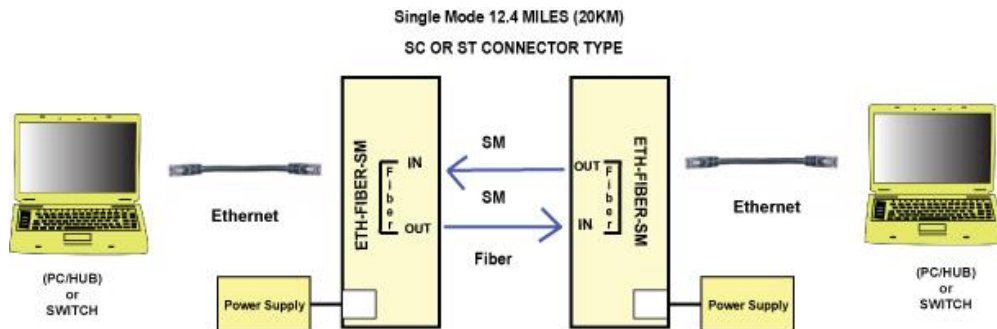 Single Mode 12.4 MILES (20KM)
SC OR ST CONNECTOR TYPE
Ethernet
(PC/HUB)
or
SWITCH
Power Supply
ETH-FIBER-SM
Fiber
IN
OUT
SM
SM
Fiber
OUT
IN
Fiber
ETH-FIBER-SM
Power Supply
Ethernet
(PC/HUB)
or
SWITCH